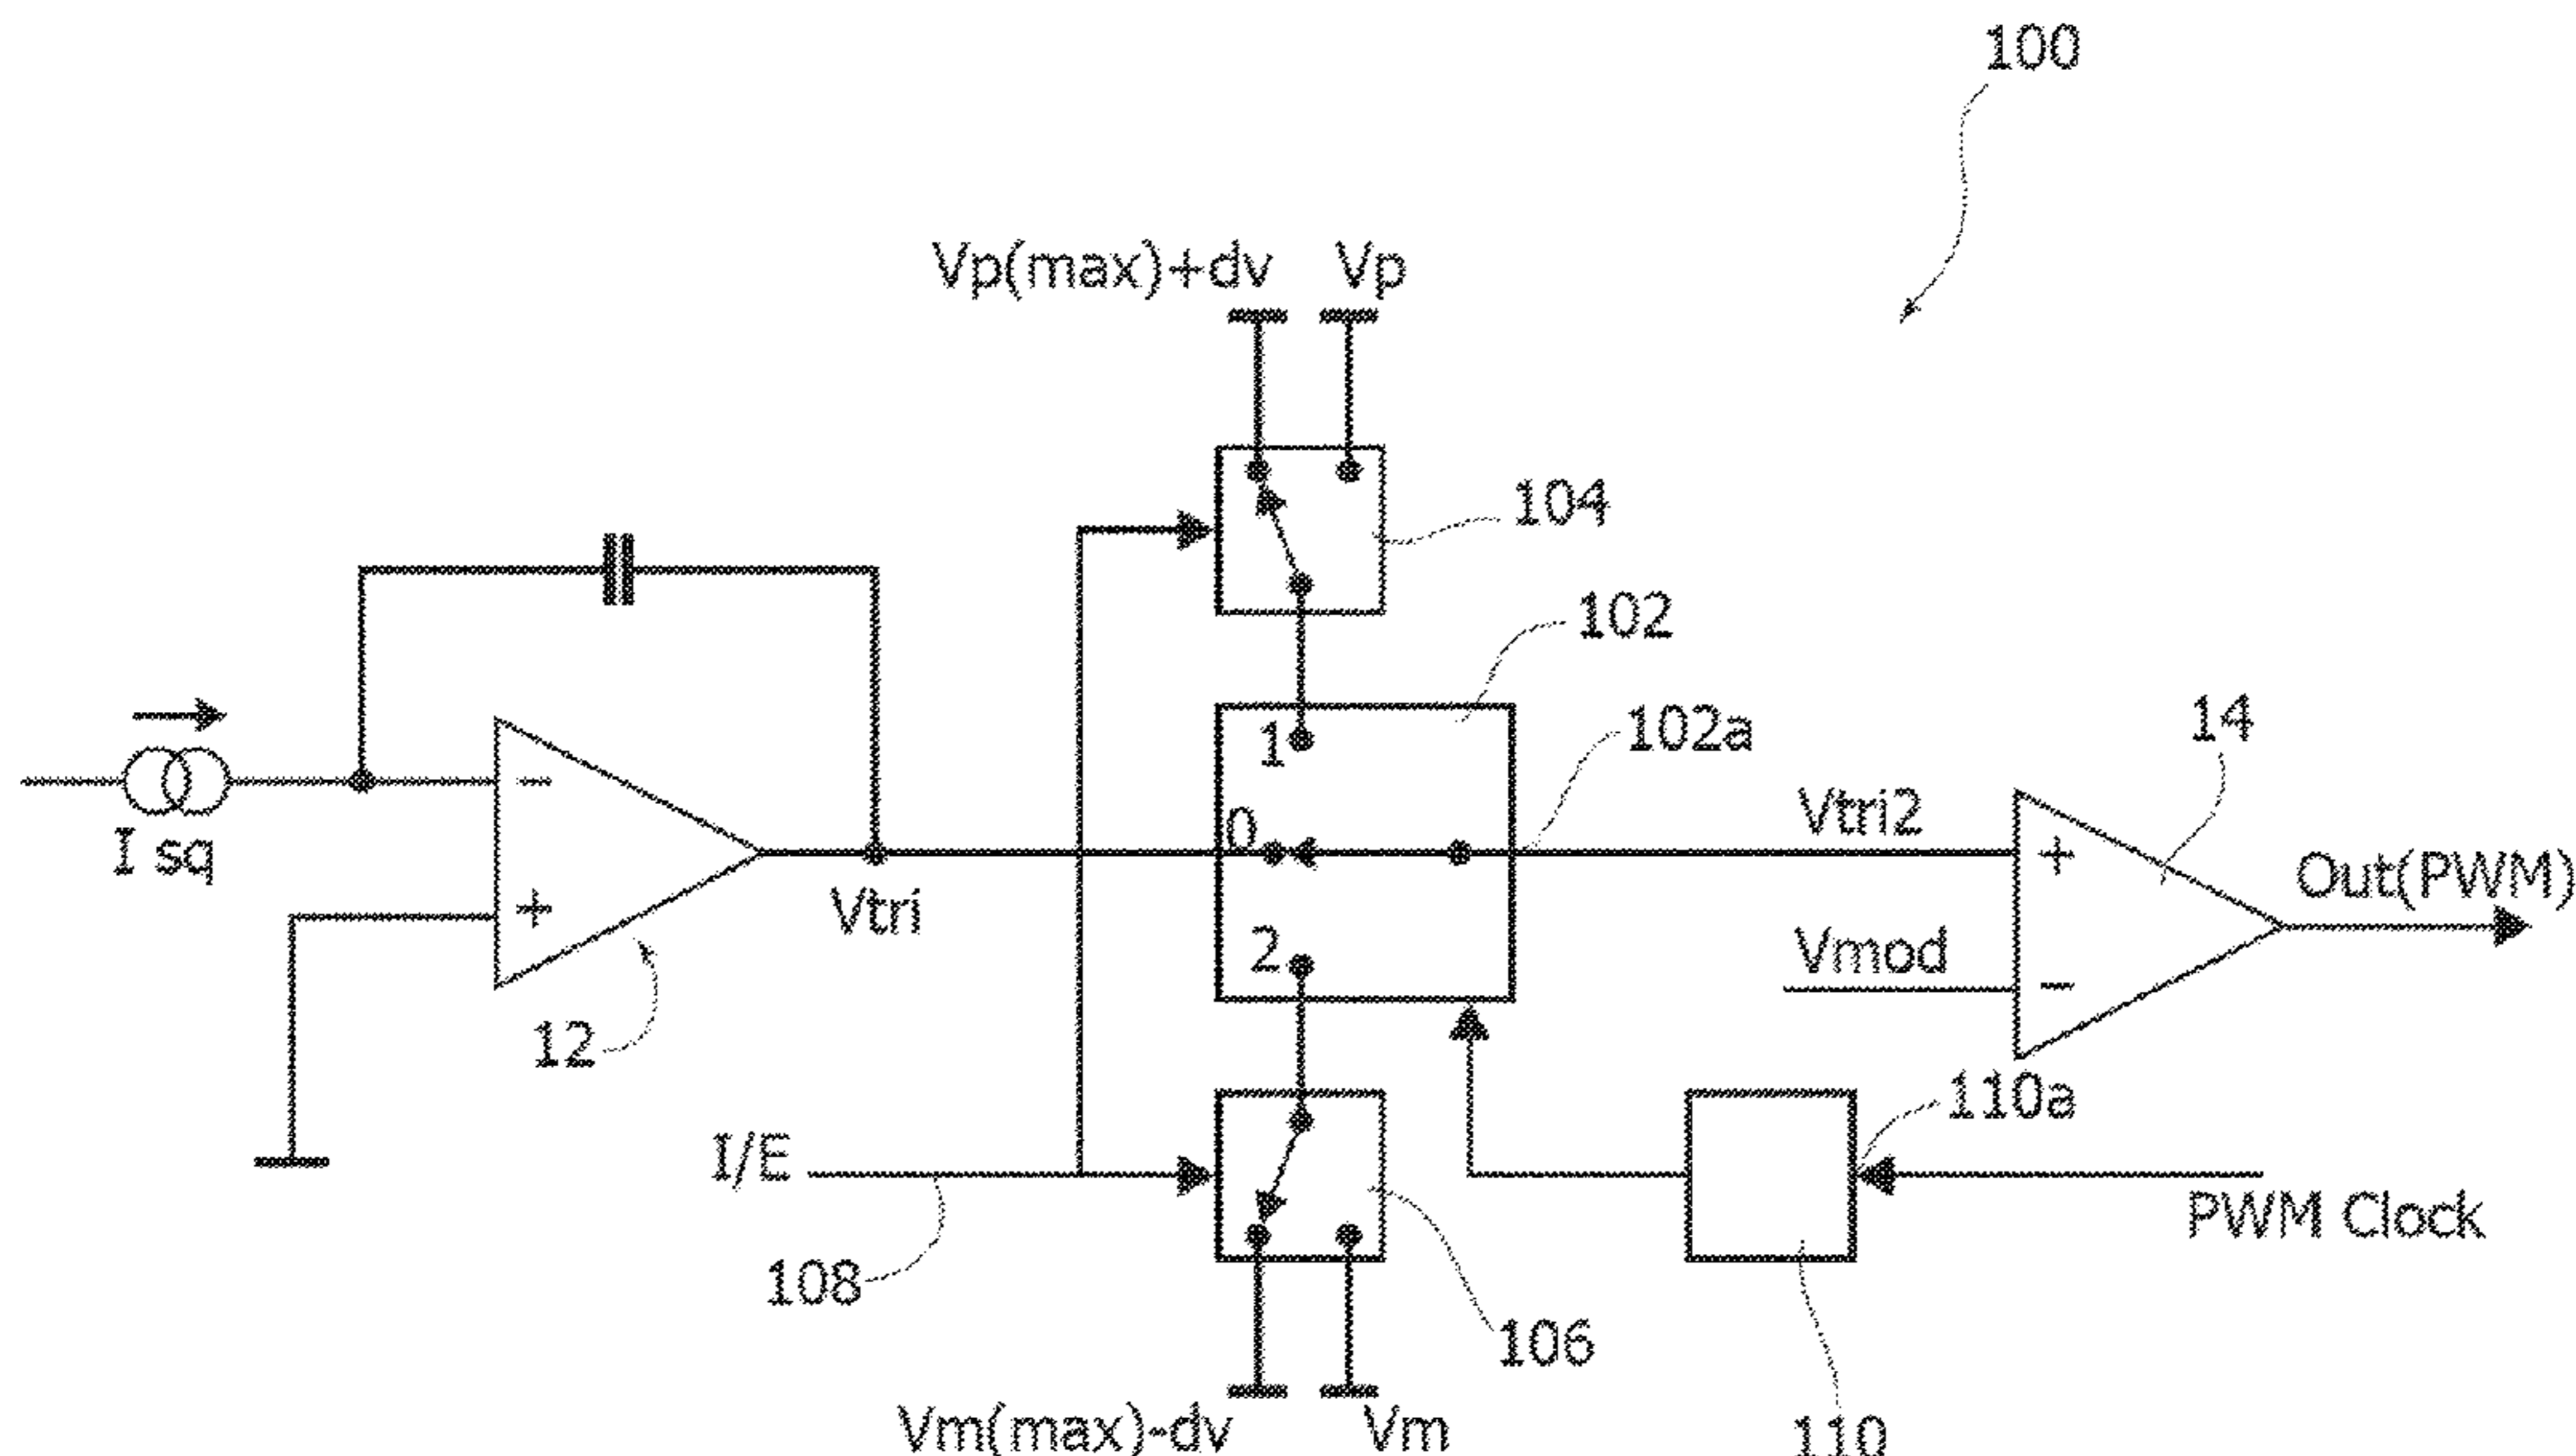 100
Vp(max)+dv
Vp
104
102
1
102a
14
0
Vtri2
−
I sq
+
Out(PWM)
+
Vtri
2
Vmod
−
12
110a
I/E
PWM Clock
108
106
Vm(max)-dv
Vm
110